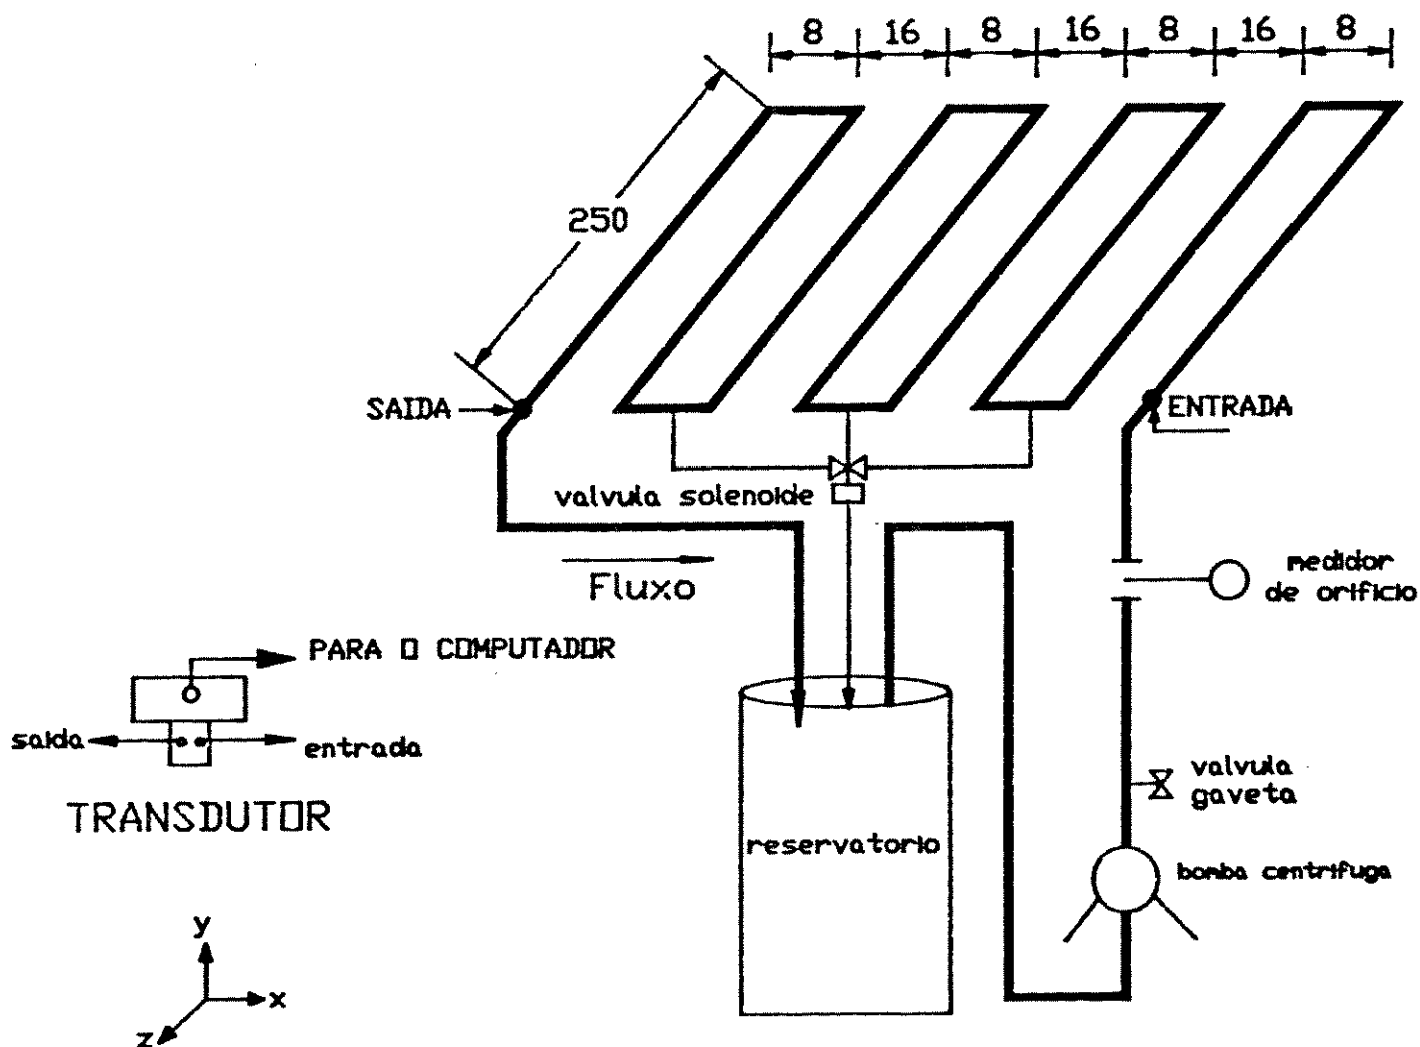 8 16 8 16 8 16 8
250
SAIDA
ENTRADA
valvula solenoide
Fluxo
medidor
de orificio
PARA O COMPUTADOR
saida
entrada
TRANSDUTOR
valvula
gaveta
reservatorio
bomba centrifuga
y
x
z